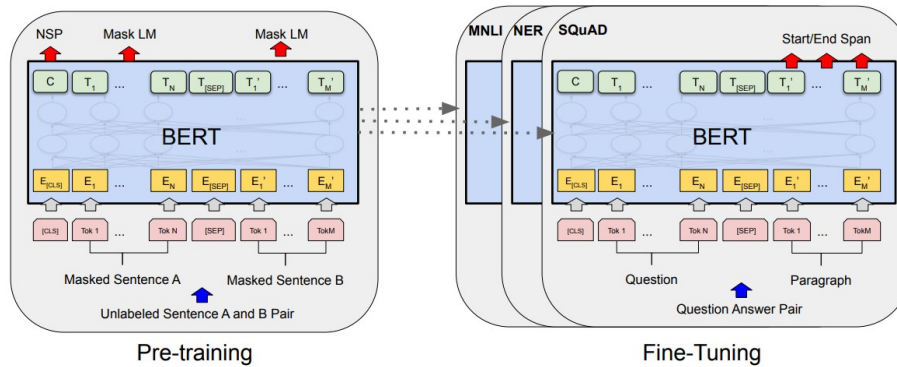 NSP Mask LM Mask LM
C T1 ... TN T[SEP] T1' ... TM'
BERT
E[CLS] E1 ... EN E[SEP] E1' ... EM'
[CLS] Tok 1 ... Tok N [SEP] Tok 1 ... TokM
Masked Sentence A Masked Sentence B
Unlabeled Sentence A and B Pair
Pre-training
MNLI NER SQuAD
Start/End Span
C T1 ... TN T[SEP] T1' ... TM'
BERT
E[CLS] E1 ... EN E[SEP] E1' ... EM'
[CLS] Tok 1 ... Tok N [SEP] Tok 1 ... TokM
Question Paragraph
Question Answer Pair
Fine-Tuning